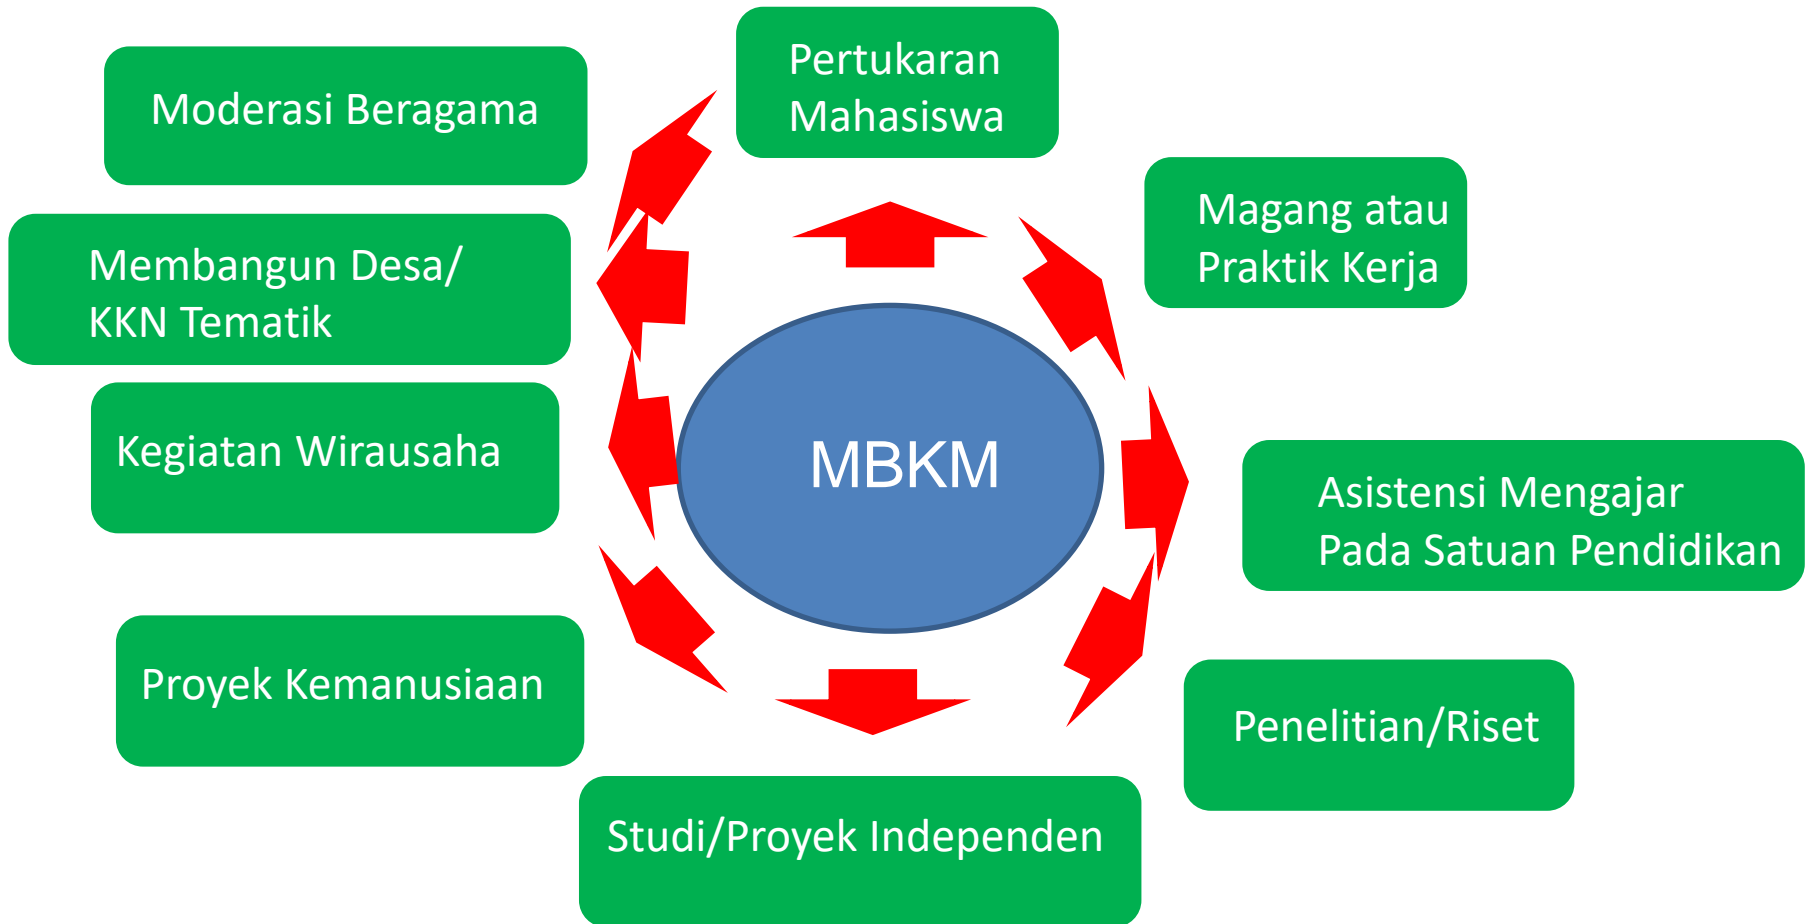 Pertukaran
Mahasiswa
Moderasi Beragama
Magang atau
Praktik Kerja
Membangun Desa/
KKN Tematik
Kegiatan Wirausaha
MBKM
Asistensi Mengajar
Pada Satuan Pendidikan
Proyek Kemanusiaan
Penelitian/Riset
Studi/Proyek Independen